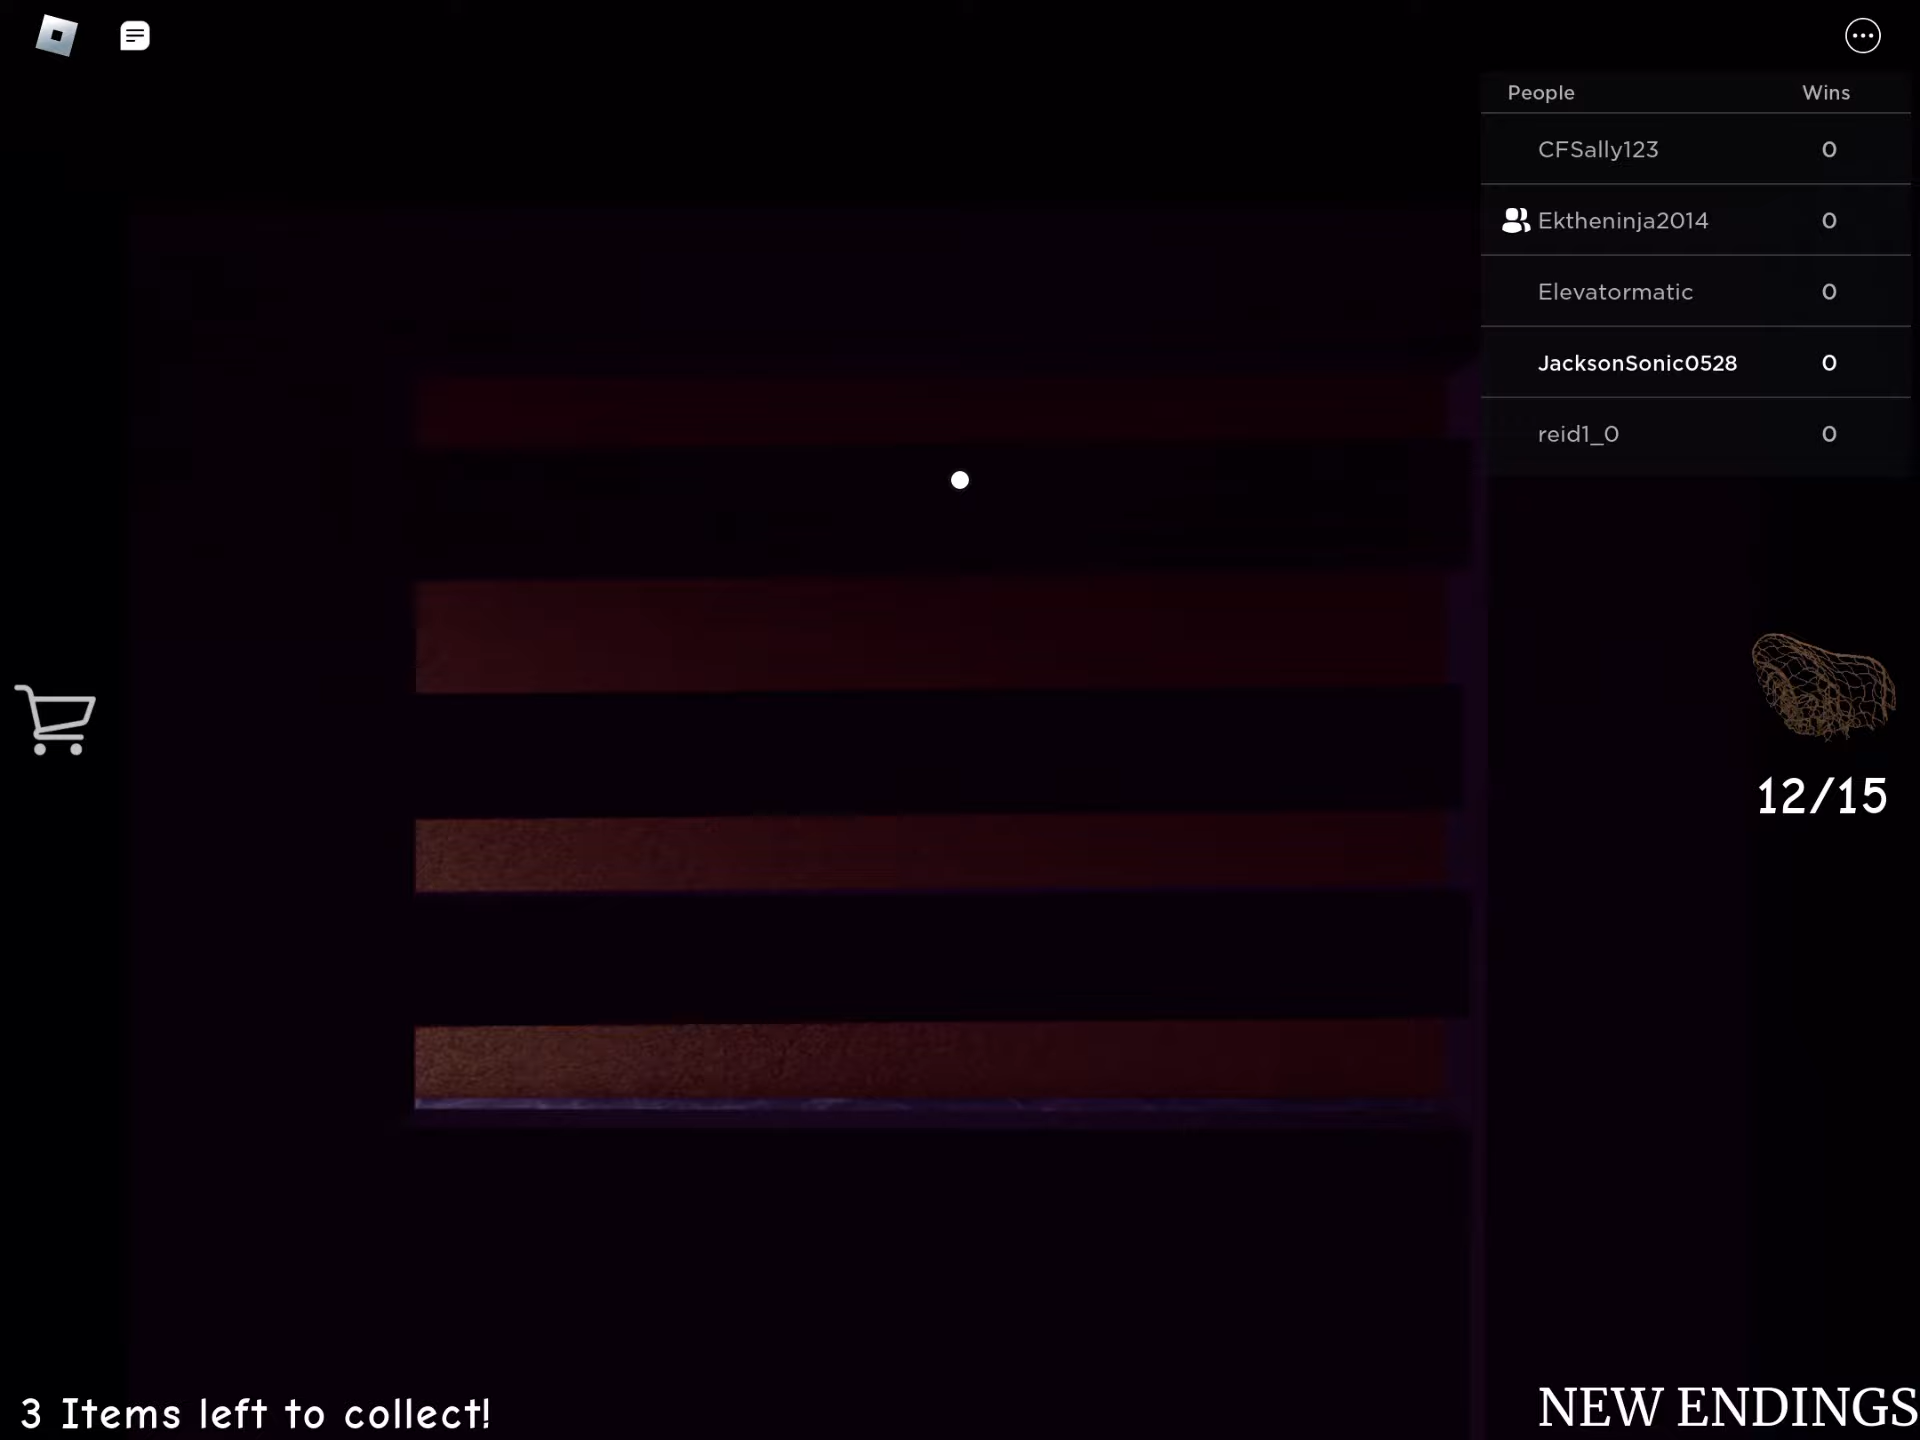 People Wins
CFSally123 0
Ektheninja2014 0
Elevatormatic 0
JacksonSonic0528 0
reid1_0 0
12/15
3 Items left to collect!
NEW ENDINGS